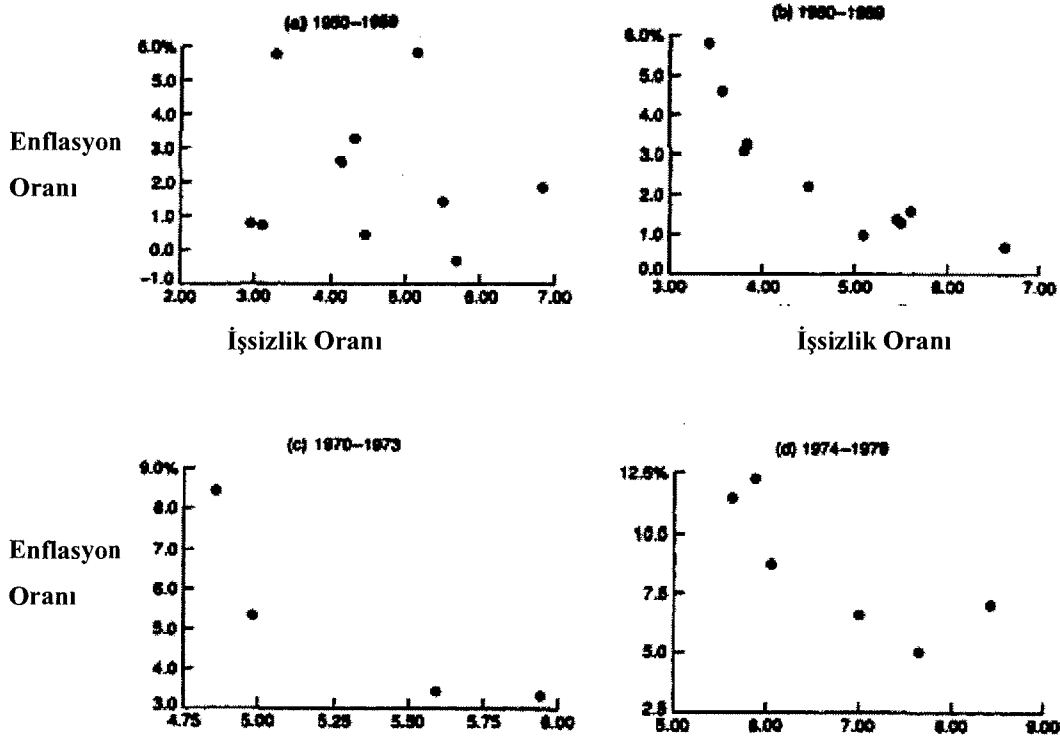 (a) 1950–1959
6.0%
5.0
4.0
3.0
2.0
1.0
0.0
–1.0
2.00 3.00 4.00 5.00 6.00 7.00
Enflasyon
Oranı
İşsizlik Oranı
(b) 1960–1969
6.0%
5.0
4.0
3.0
2.0
1.0
0.0
3.00 4.00 5.00 6.00 7.00
İşsizlik Oranı
(c) 1970–1973
9.0%
8.0
7.0
6.0
5.0
4.0
3.0
4.75 5.00 5.25 5.50 5.75 6.00
Enflasyon
Oranı
(d) 1974–1979
12.5%
10.0
7.5
5.0
2.5
5.00 6.00 7.00 8.00 9.00